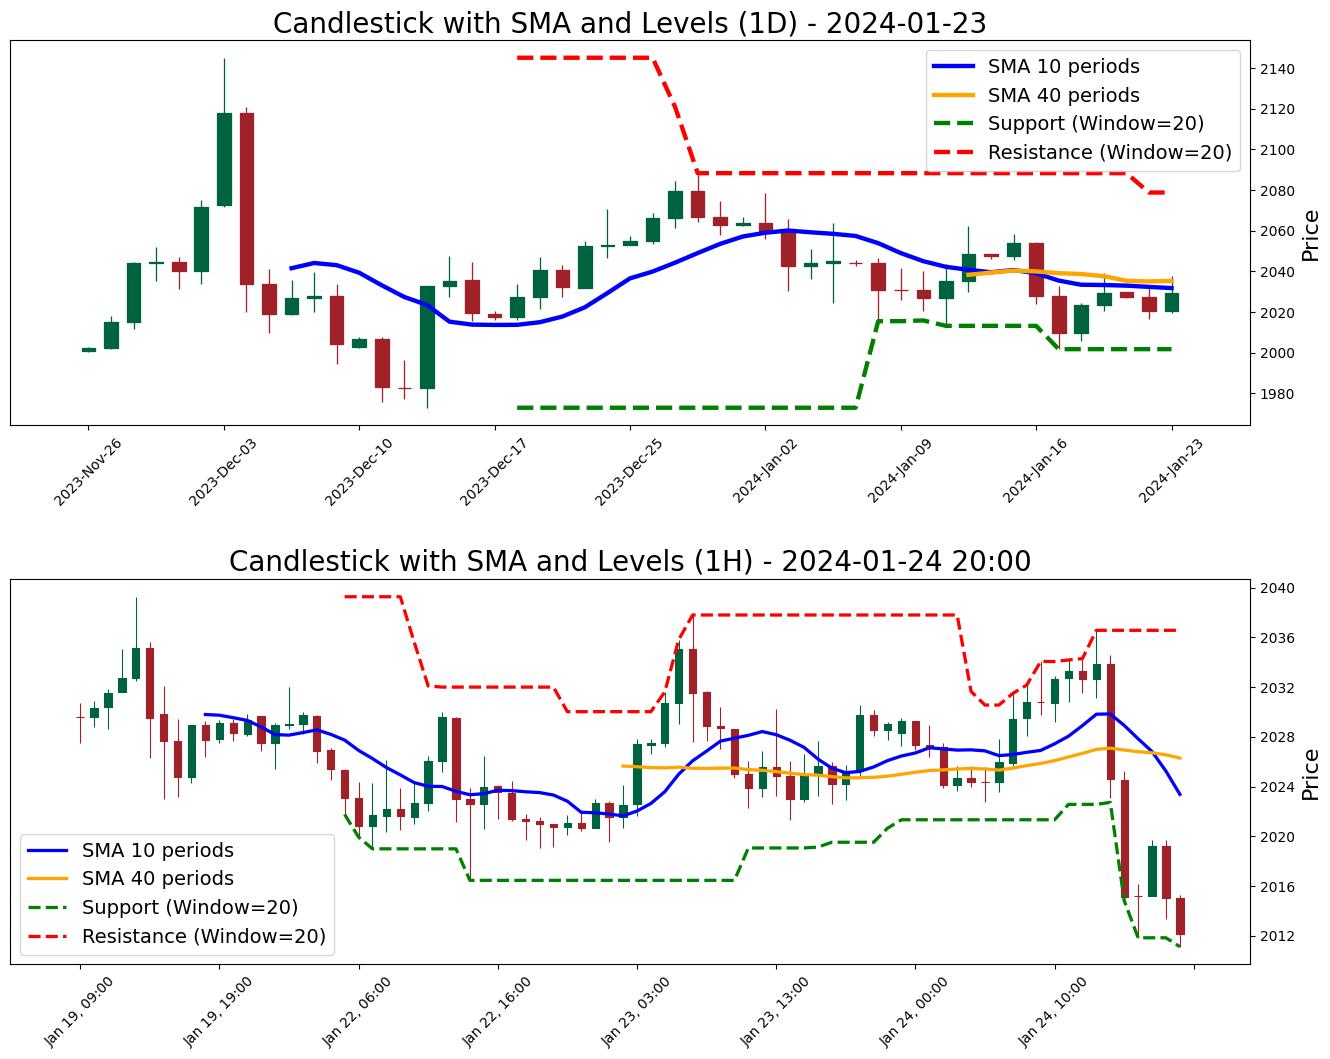 Candlestick with SMA and Levels (1D) - 2024-01-23
SMA 10 periods
SMA 40 periods
Support (Window=20)
Resistance (Window=20)
2140
2120
2100
2080
2060
2040
2020
2000
1980
Price
2023-Nov-26
2023-Dec-03
2023-Dec-10
2023-Dec-17
2023-Dec-25
2024-Jan-02
2024-Jan-09
2024-Jan-16
2024-Jan-23
Candlestick with SMA and Levels (1H) - 2024-01-24 20:00
2040
2036
2032
2028
2024
2020
2016
2012
Price
SMA 10 periods
SMA 40 periods
Support (Window=20)
Resistance (Window=20)
Jan 19, 09:00
Jan 19, 19:00
Jan 22, 06:00
Jan 22, 16:00
Jan 23, 03:00
Jan 23, 13:00
Jan 24, 00:00
Jan 24, 10:00